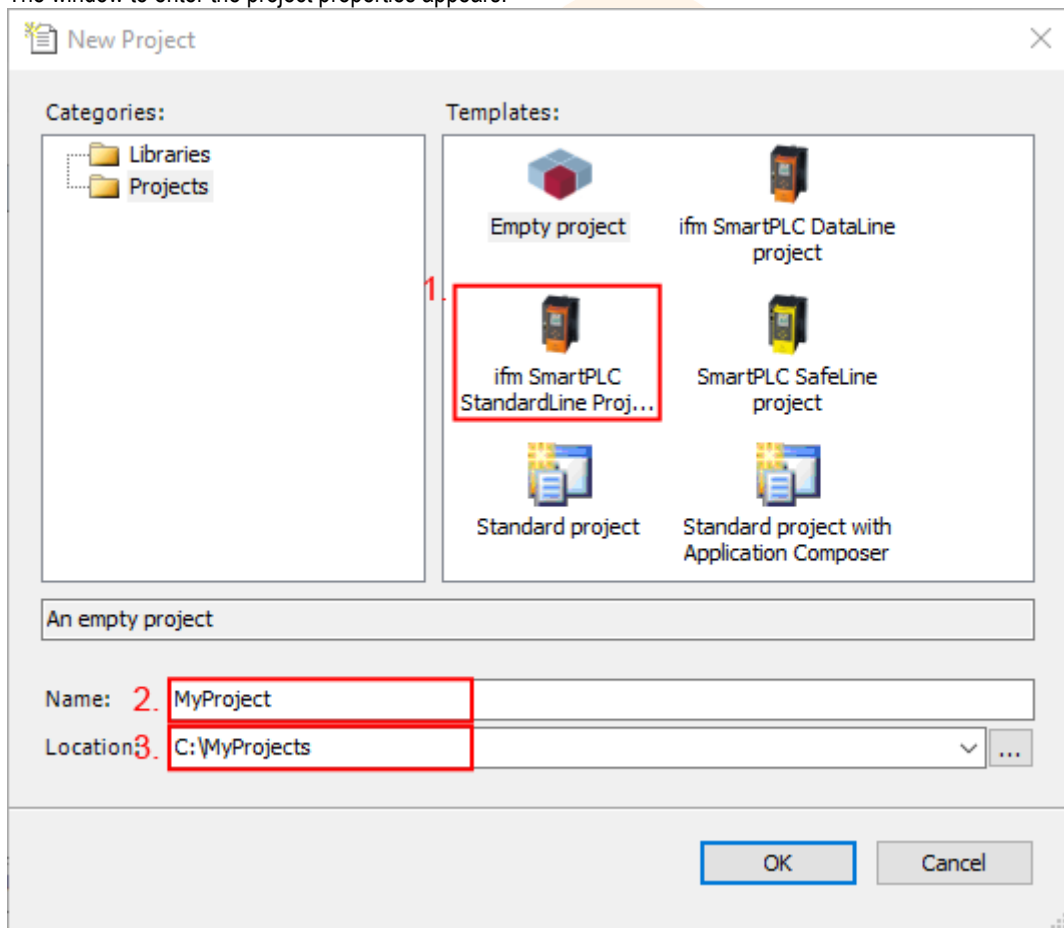 The window to enter the project properties appears:
New Project
Categories:
Templates:
Libraries
Projects
Empty project
ifm SmartPLC DataLine
project
1.
ifm SmartPLC
StandardLine Proj...
SmartPLC SafeLine
project
Standard project
Standard project with
Application Composer
An empty project
Name: 2. MyProject
Location: 3. C:\MyProjects
...
OK
Cancel